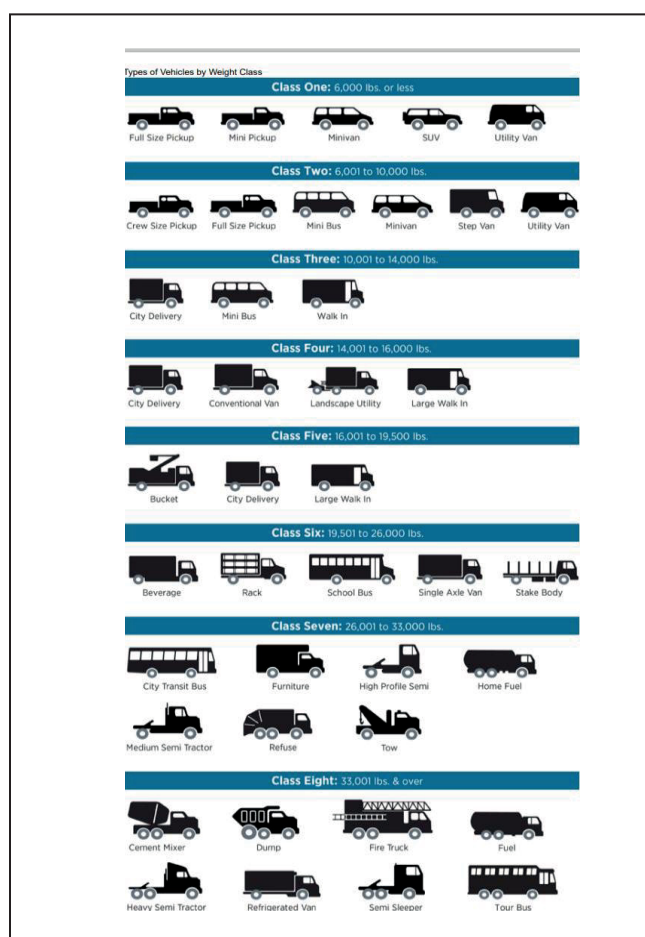 Types of Vehicles by Weight Class
Class One: 6,000 lbs. or less
Full Size Pickup Mini Pickup Minivan SUV Utility Van
Class Two: 6,001 to 10,000 lbs.
Crew Size Pickup Full Size Pickup Mini Bus Minivan Step Van Utility Van
Class Three: 10,001 to 14,000 lbs.
City Delivery Mini Bus Walk In
Class Four: 14,001 to 16,000 lbs.
City Delivery Conventional Van Landscape Utility Large Walk In
Class Five: 16,001 to 19,500 lbs.
Bucket City Delivery Large Walk In
Class Six: 19,501 to 26,000 lbs.
Beverage Rack School Bus Single Axle Van Stake Body
Class Seven: 26,001 to 33,000 lbs.
City Transit Bus Furniture High Profile Semi Home Fuel
Medium Semi Tractor Refuse Tow
Class Eight: 33,001 lbs. & over
Cement Mixer Dump Fire Truck Fuel
Heavy Semi Tractor Refrigerated Van Semi Sleeper Tour Bus